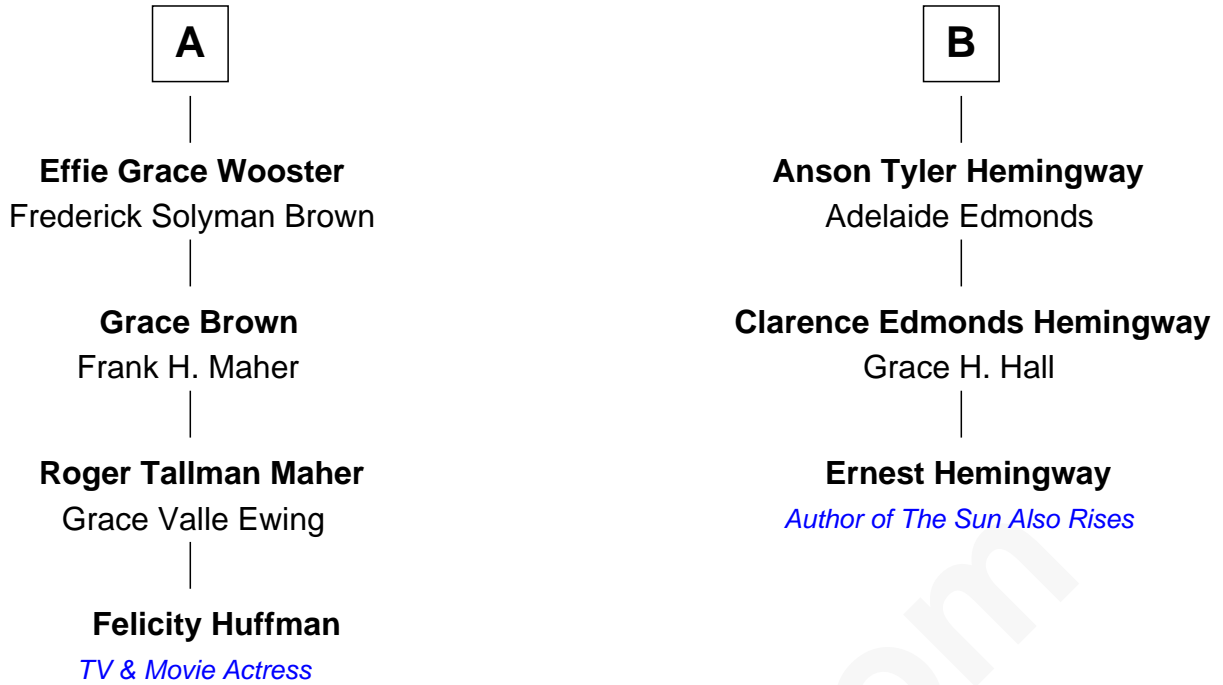 A
Effie Grace Wooster
Frederick Solyman Brown
Grace Brown
Frank H. Maher
Roger Tallman Maher
Grace Valle Ewing
Felicity Huffman
TV & Movie Actress
B
Anson Tyler Hemingway
Adelaide Edmonds
Clarence Edmonds Hemingway
Grace H. Hall
Ernest Hemingway
Author of The Sun Also Rises